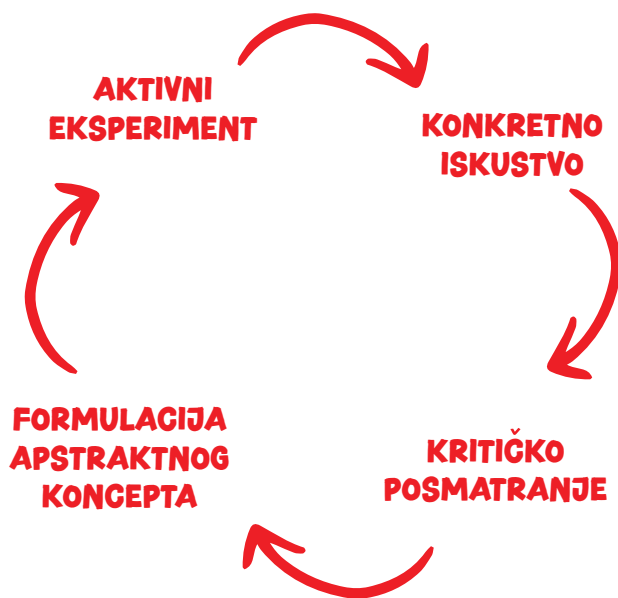 AKTIVNI
EKSPERIMENT
KONKRETNO
ISKUSTVO
KRITIČKO
POSMATRANJE
FORMULACIJA
APSTRAKTNOG
KONCEPTA